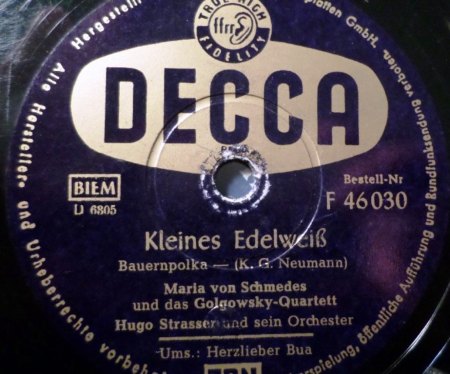 TRUE HIGH
ffrr
FIDELITY
DECCA
BIEM
D 6805
Bestell-Nr
F 46030
Kleines Edelweiß
Bauernpolka — (K. G. Neumann)
Maria von Schmedes
und das Golgowsky-Quartett
Hugo Strasser und sein Orchester
Ums.: Herzlieber Bua
Alle Hersteller- und Urheberrechte vorbehal
Hergestellt
platten GmbH.
verboten.
öffentliche Aufführung und Rundfunksendung